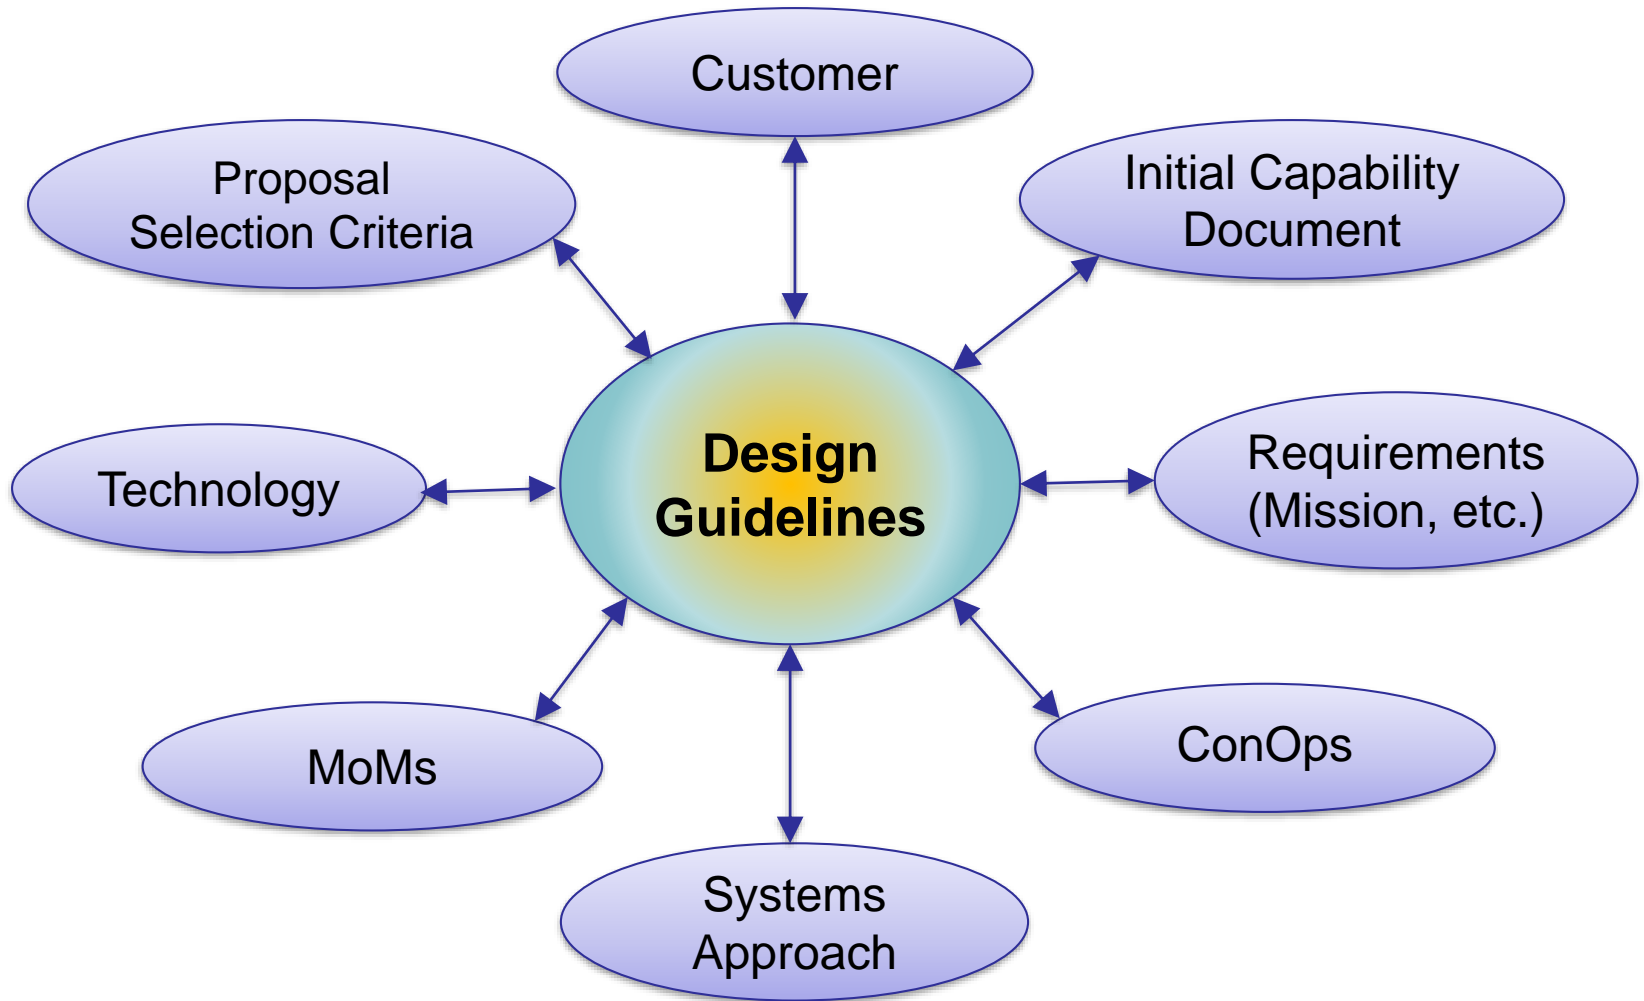 Customer
Proposal
Selection Criteria
Initial Capability
Document
Design
Guidelines
Technology
Requirements
(Mission, etc.)
MoMs
ConOps
Systems
Approach